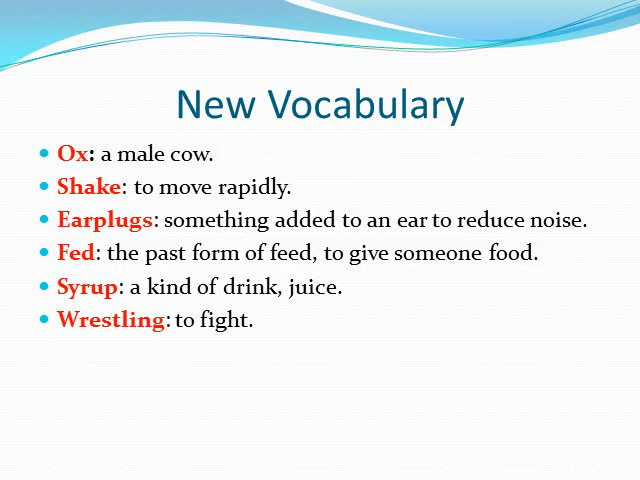 New Vocabulary
• Ox: a male cow.
• Shake: to move rapidly.
• Earplugs: something added to an ear to reduce noise.
• Fed: the past form of feed, to give someone food.
• Syrup: a kind of drink, juice.
• Wrestling: to fight.